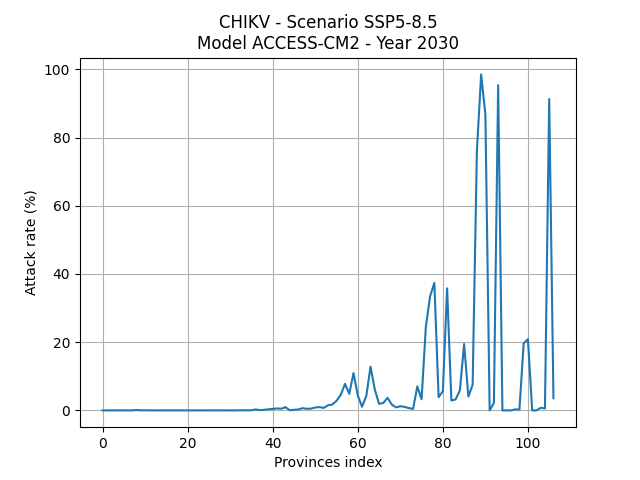 CHIKV - Scenario SSP5-8.5
Model ACCESS-CM2 - Year 2030
100
80
60
40
20
0
Attack rate (%)
0 20 40 60 80 100
Provinces index